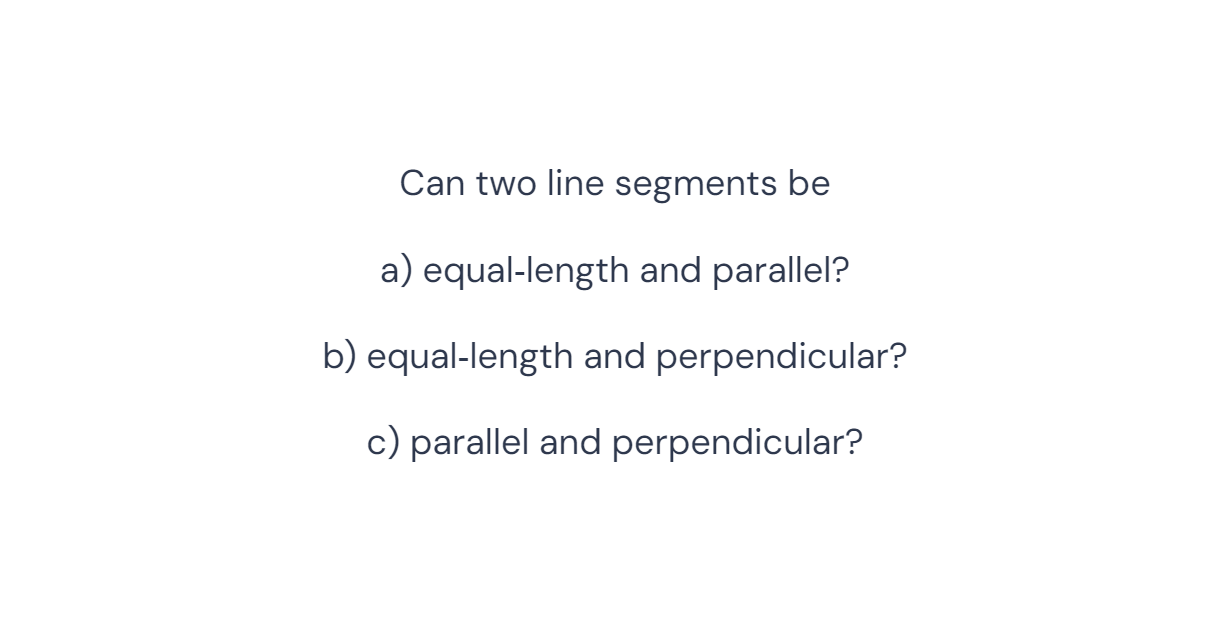 Can two line segments be
a) equal-length and parallel?
b) equal-length and perpendicular?
c) parallel and perpendicular?